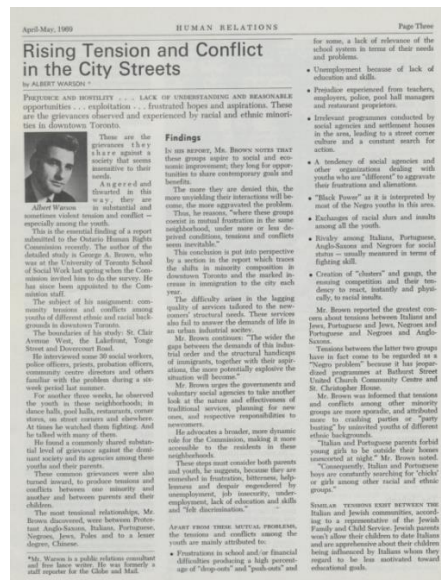 April-May, 1969
HUMAN RELATIONS
Page Three
Rising Tension and Conflict
in the City Streets
by ALBERT WARSON *
PREJUDICE AND HOSTILITY . . . LACK OF UNDERSTANDING AND REASONABLE
opportunities . . . exploitation . . . frustrated hopes and aspirations. These
are the grievances observed and experienced by racial and ethnic minori-
ties in downtown Toronto.
Albert Warson
These are the
grievances they
share against a
society that seems
insensitive to their
needs.
Angered and
thwarted in this
way, they are
in substantial and
sometimes violent tension and conflict —
especially among the youth.
This is the essential finding of a report
submitted to the Ontario Human Rights
Commission recently. The author of the
detailed study is George A. Brown, who
was at the University of Toronto School
of Social Work last spring when the Com-
mission invited him to do the survey. He
has since been appointed to the Com-
mission staff.
The subject of his assignment: com-
munity tensions and conflicts among
youths of different ethnic and racial back-
grounds in downtown Toronto.
The boundaries of his study: St. Clair
Avenue West, the Lakefront, Yonge
Street and Dovercourt Road.
He interviewed some 30 social workers,
police officers, priests, probation officers,
community centre directors and others
familiar with the problem during a six-
week period last summer.
For another three weeks, he observed
the youth in these neighborhoods; in
dance halls, pool halls, restaurants, corner
stores, on street corners and elsewhere.
At times he watched them fighting. And
he talked with many of them.
He found a commonly shared substan-
tial level of grievance against the domi-
nant society and its agencies among these
youths and their parents.
These common grievances were also
turned inward, to produce tensions and
conflicts between one minority and
another and between parents and their
children.
The most tensional relationships, Mr.
Brown discovered, were between Protes-
tant Anglo-Saxons, Italians, Portuguese,
Negroes, Jews, Poles and to a lesser
degree, Chinese.
*Mr. Warson is a public relations consultant
and free lance writer. He was formerly a
staff reporter for the Globe and Mail.
Findings
IN HIS REPORT, MR. BROWN NOTES THAT
these groups aspire to social and eco-
nomic improvement; they long for oppor-
tunities to share contemporary goals and
benefits.
The more they are denied this, the
more unyielding their interactions will be-
come, the more aggravated the problem.
Thus, he reasons, "where these groups
coexist in mutual frustration in the same
neighborhood, under more or less de-
prived conditions, tensions and conflicts
seem inevitable."
This conclusion is put into perspective
by a section in the report which traces
the shifts in minority composition in
downtown Toronto and the marked in-
crease in immigration to the city each
year.
The difficulty arises in the lagging
quality of services tailored to the new-
comers' structural needs. These services
also fail to answer the demands of life in
an urban industrial society.
Mr. Brown continues: "The wider the
gaps between the demands of this indus-
trial order and the structural handicaps
of immigrants, together with their aspir-
ations, the more potentially explosive the
situation will become."
Mr. Brown urges the governments and
voluntary social agencies to take another
look at the nature and effectiveness of
traditional services, planning for new
ones, and respective responsibilities to
newcomers.
He advocates a broader, more dynamic
role for the Commission, making it more
accessible to the residents in these
neighborhoods.
These steps must consider both parents
and youth, he suggests, because they are
enmeshed in frustration, bitterness, help-
lessness and despair engendered by
unemployment, job insecurity, under-
employment, lack of education and skills
and "felt discrimination."
APART FROM THESE MUTUAL PROBLEMS,
the tensions and conflicts among the
youth are mainly attributed to:
• Frustrations in school and/or financial
difficulties producing a high percent-
age of "drop-outs" and "push-outs" and
for some, a lack of relevance of the
school system in terms of their needs
and problems.
• Unemployment because of lack of
education and skills.
• Prejudice experienced from teachers,
employers, police, pool hall managers
and restaurant proprietors.
• Irrelevant programmes conducted by
social agencies and settlement houses
in the area, leading to a street corner
culture and a constant search for
action.
• A tendency of social agencies and
other organizations dealing with
youths who are "different" to aggravate
their frustrations and alienations.
• "Black Power" as it is interpreted by
most of the Negro youths in this area.
• Exchanges of racial slurs and insults
among all the youth.
• Rivalry among Italians, Portuguese,
Anglo-Saxons and Negroes for social
status — usually measured in terms of
fighting skill.
• Creation of "clusters" and gangs, the
ensuing competition and their ten-
dency to react, instantly and physi-
cally, to racial insults.
Mr. Brown reported the greatest con-
cern about tensions between Italians and
Jews, Portuguese and Jews, Negroes and
Portuguese and Negroes and Anglo-
Saxons.
Tensions between the latter two groups
have in fact come to be regarded as a
"Negro problem" because it has jeopar-
dized programmes at Bathurst Street
United Church Community Centre and
St. Christopher House.
Mr. Brown was informed that tensions
and conflicts among other minority
groups are more sporadic, and attributed
more to crashing parties or "party
busting" by uninvited youths of different
ethnic backgrounds.
"Italian and Portuguese parents forbid
young girls to be outside their homes
unescorted at night." Mr. Brown noted.
"Consequently, Italian and Portuguese
boys are constantly searching for 'chicks'
or girls among other racial and ethnic
groups."
SIMILAR TENSIONS EXIST BETWEEN THE
Italian and Jewish communities, accord-
ing to a representative of the Jewish
Family and Child Service. Jewish parents
won't allow their children to date Italians
and are apprehensive about their children
being influenced by Italians whom they
regard to be less motivated toward
educational goals.